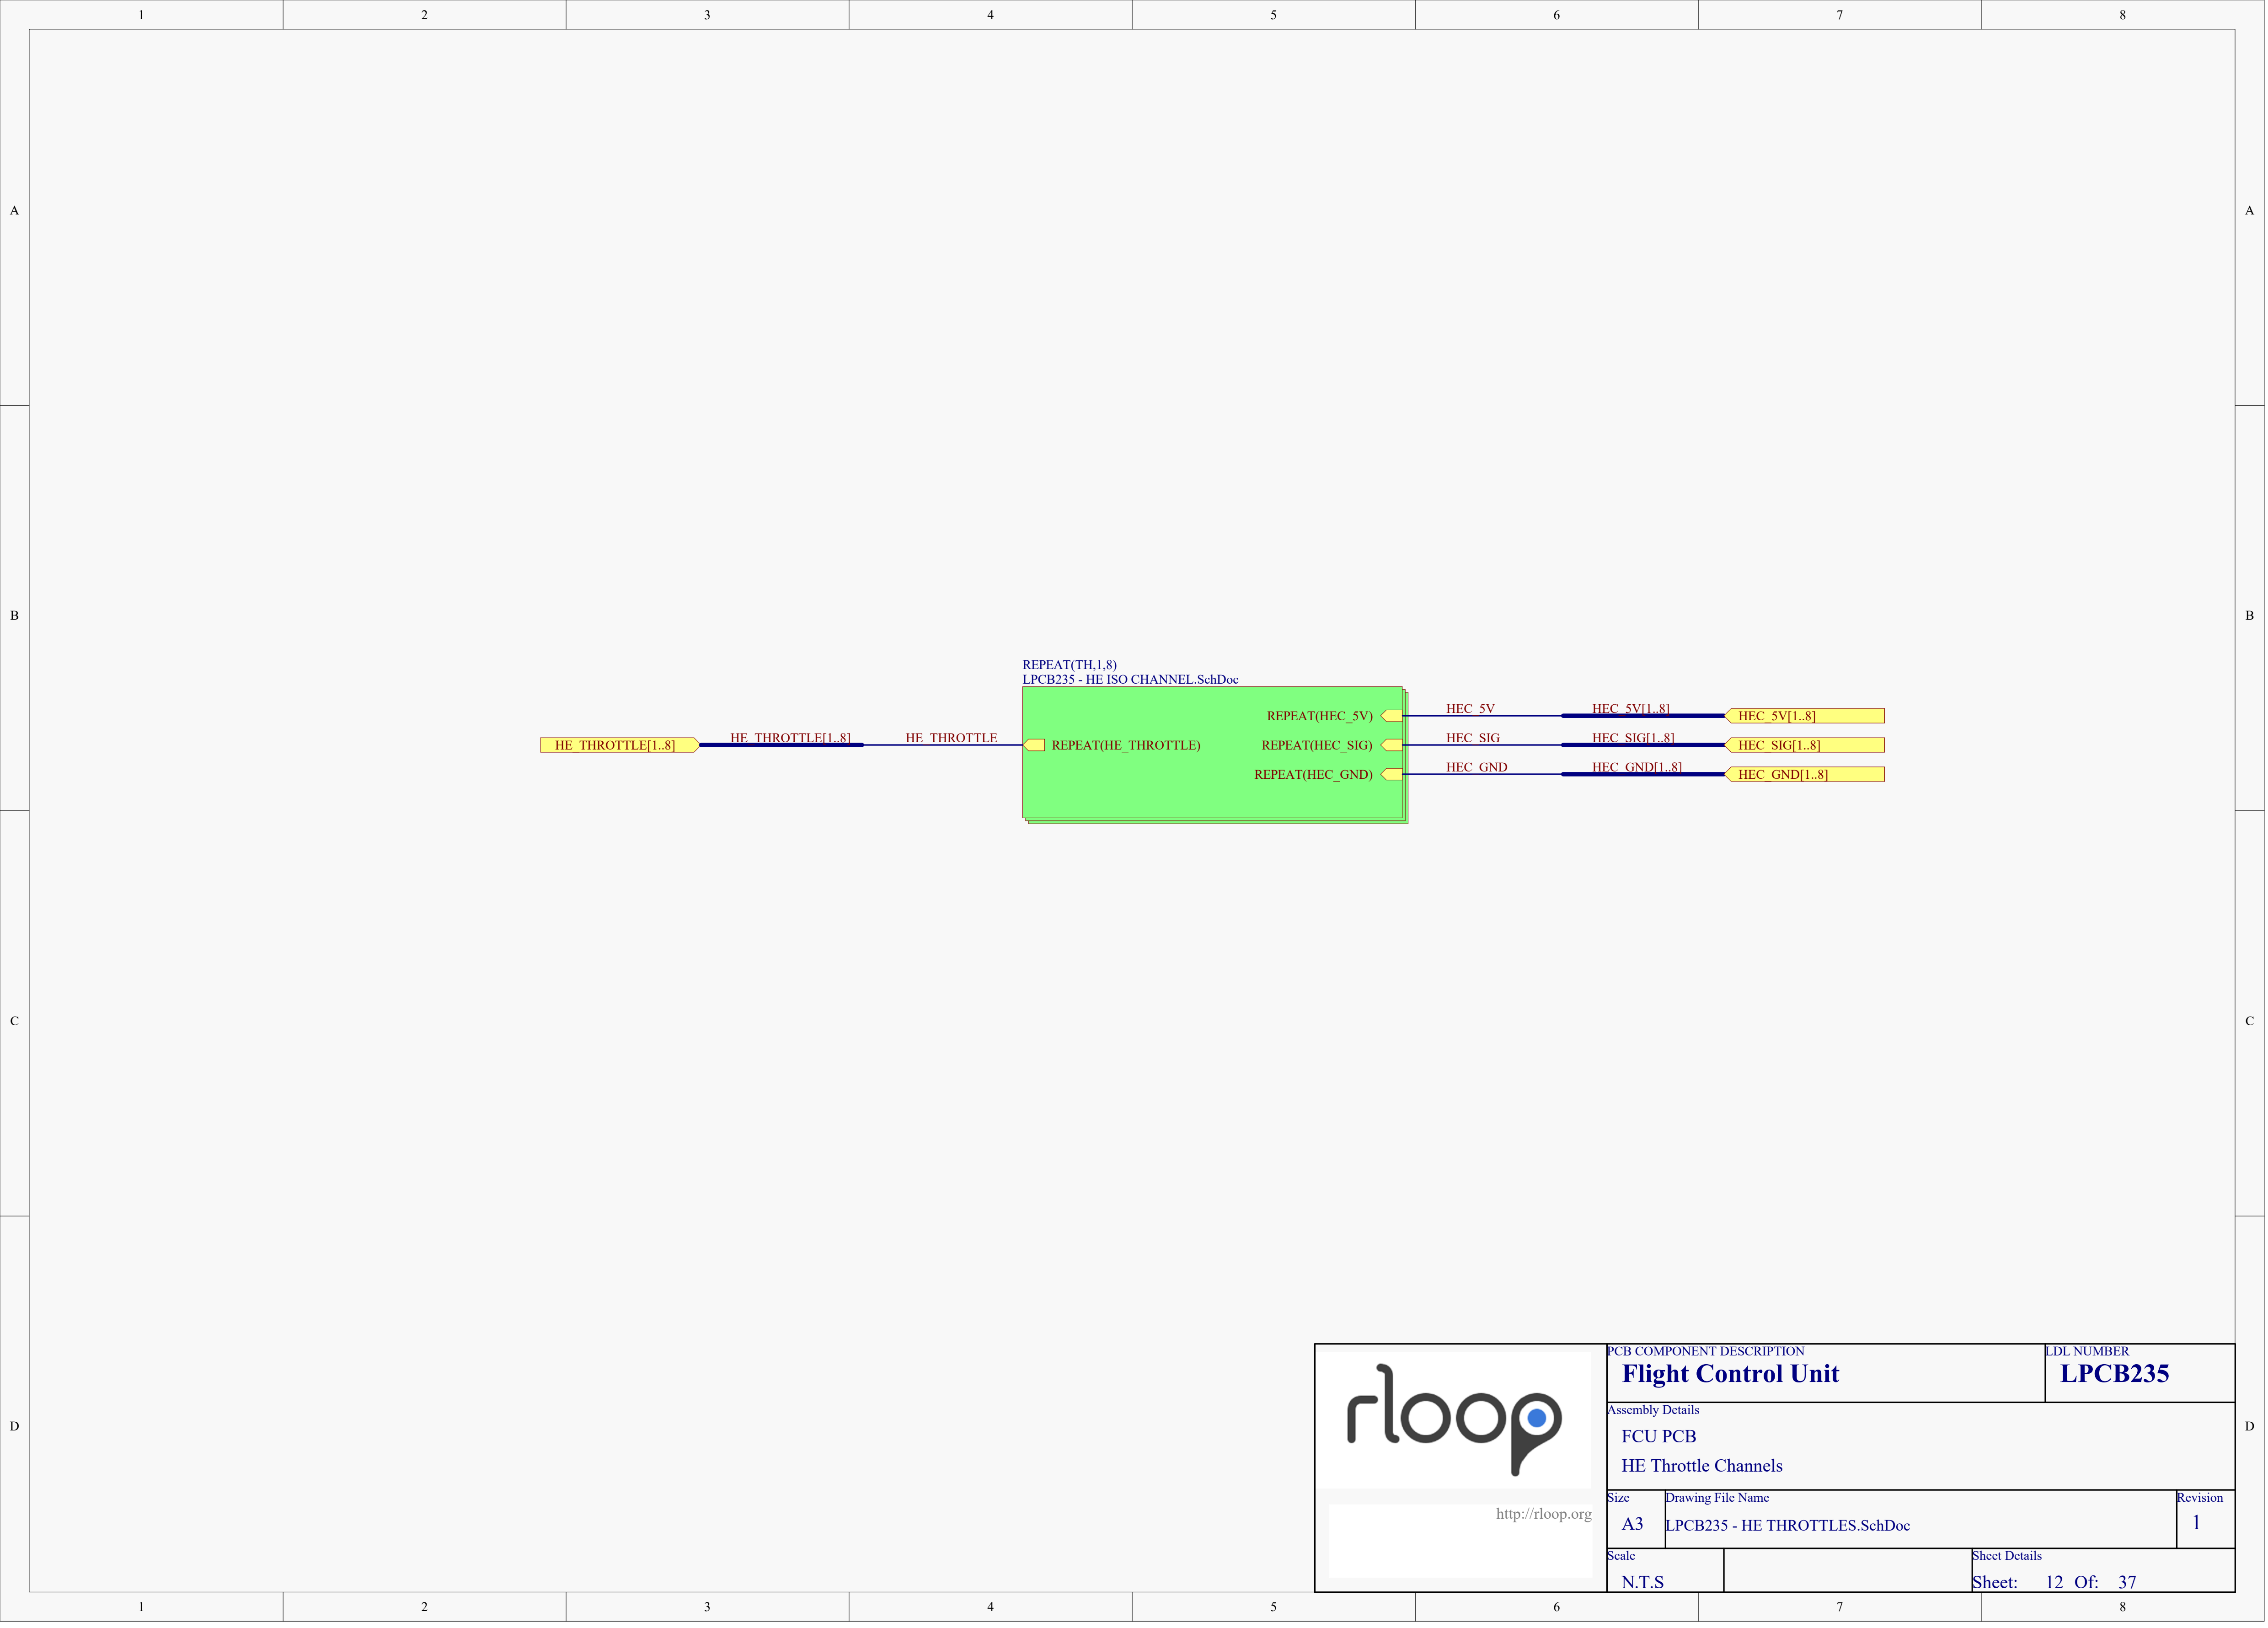 1 2 3 4 5 6 7 8
A A
B B
REPEAT(TH,1,8)
LPCB235 - HE ISO CHANNEL.SchDoc
REPEAT(HEC_5V) HEC_5V HEC_5V[1..8] HEC_5V[1..8]
HE_THROTTLE[1..8] HE_THROTTLE[1..8] HE_THROTTLE REPEAT(HE_THROTTLE) REPEAT(HEC_SIG) HEC_SIG HEC_SIG[1..8] HEC_SIG[1..8]
REPEAT(HEC_GND) HEC_GND HEC_GND[1..8] HEC_GND[1..8]
C C
D D
rloop
http://rloop.org
PCB COMPONENT DESCRIPTION
Flight Control Unit
LDL NUMBER
LPCB235
Assembly Details
FCU PCB
HE Throttle Channels
Size
A3
Drawing File Name
LPCB235 - HE THROTTLES.SchDoc
Revision
1
Scale
N.T.S
Sheet Details
Sheet: 12 Of: 37
1 2 3 4 5 6 7 8